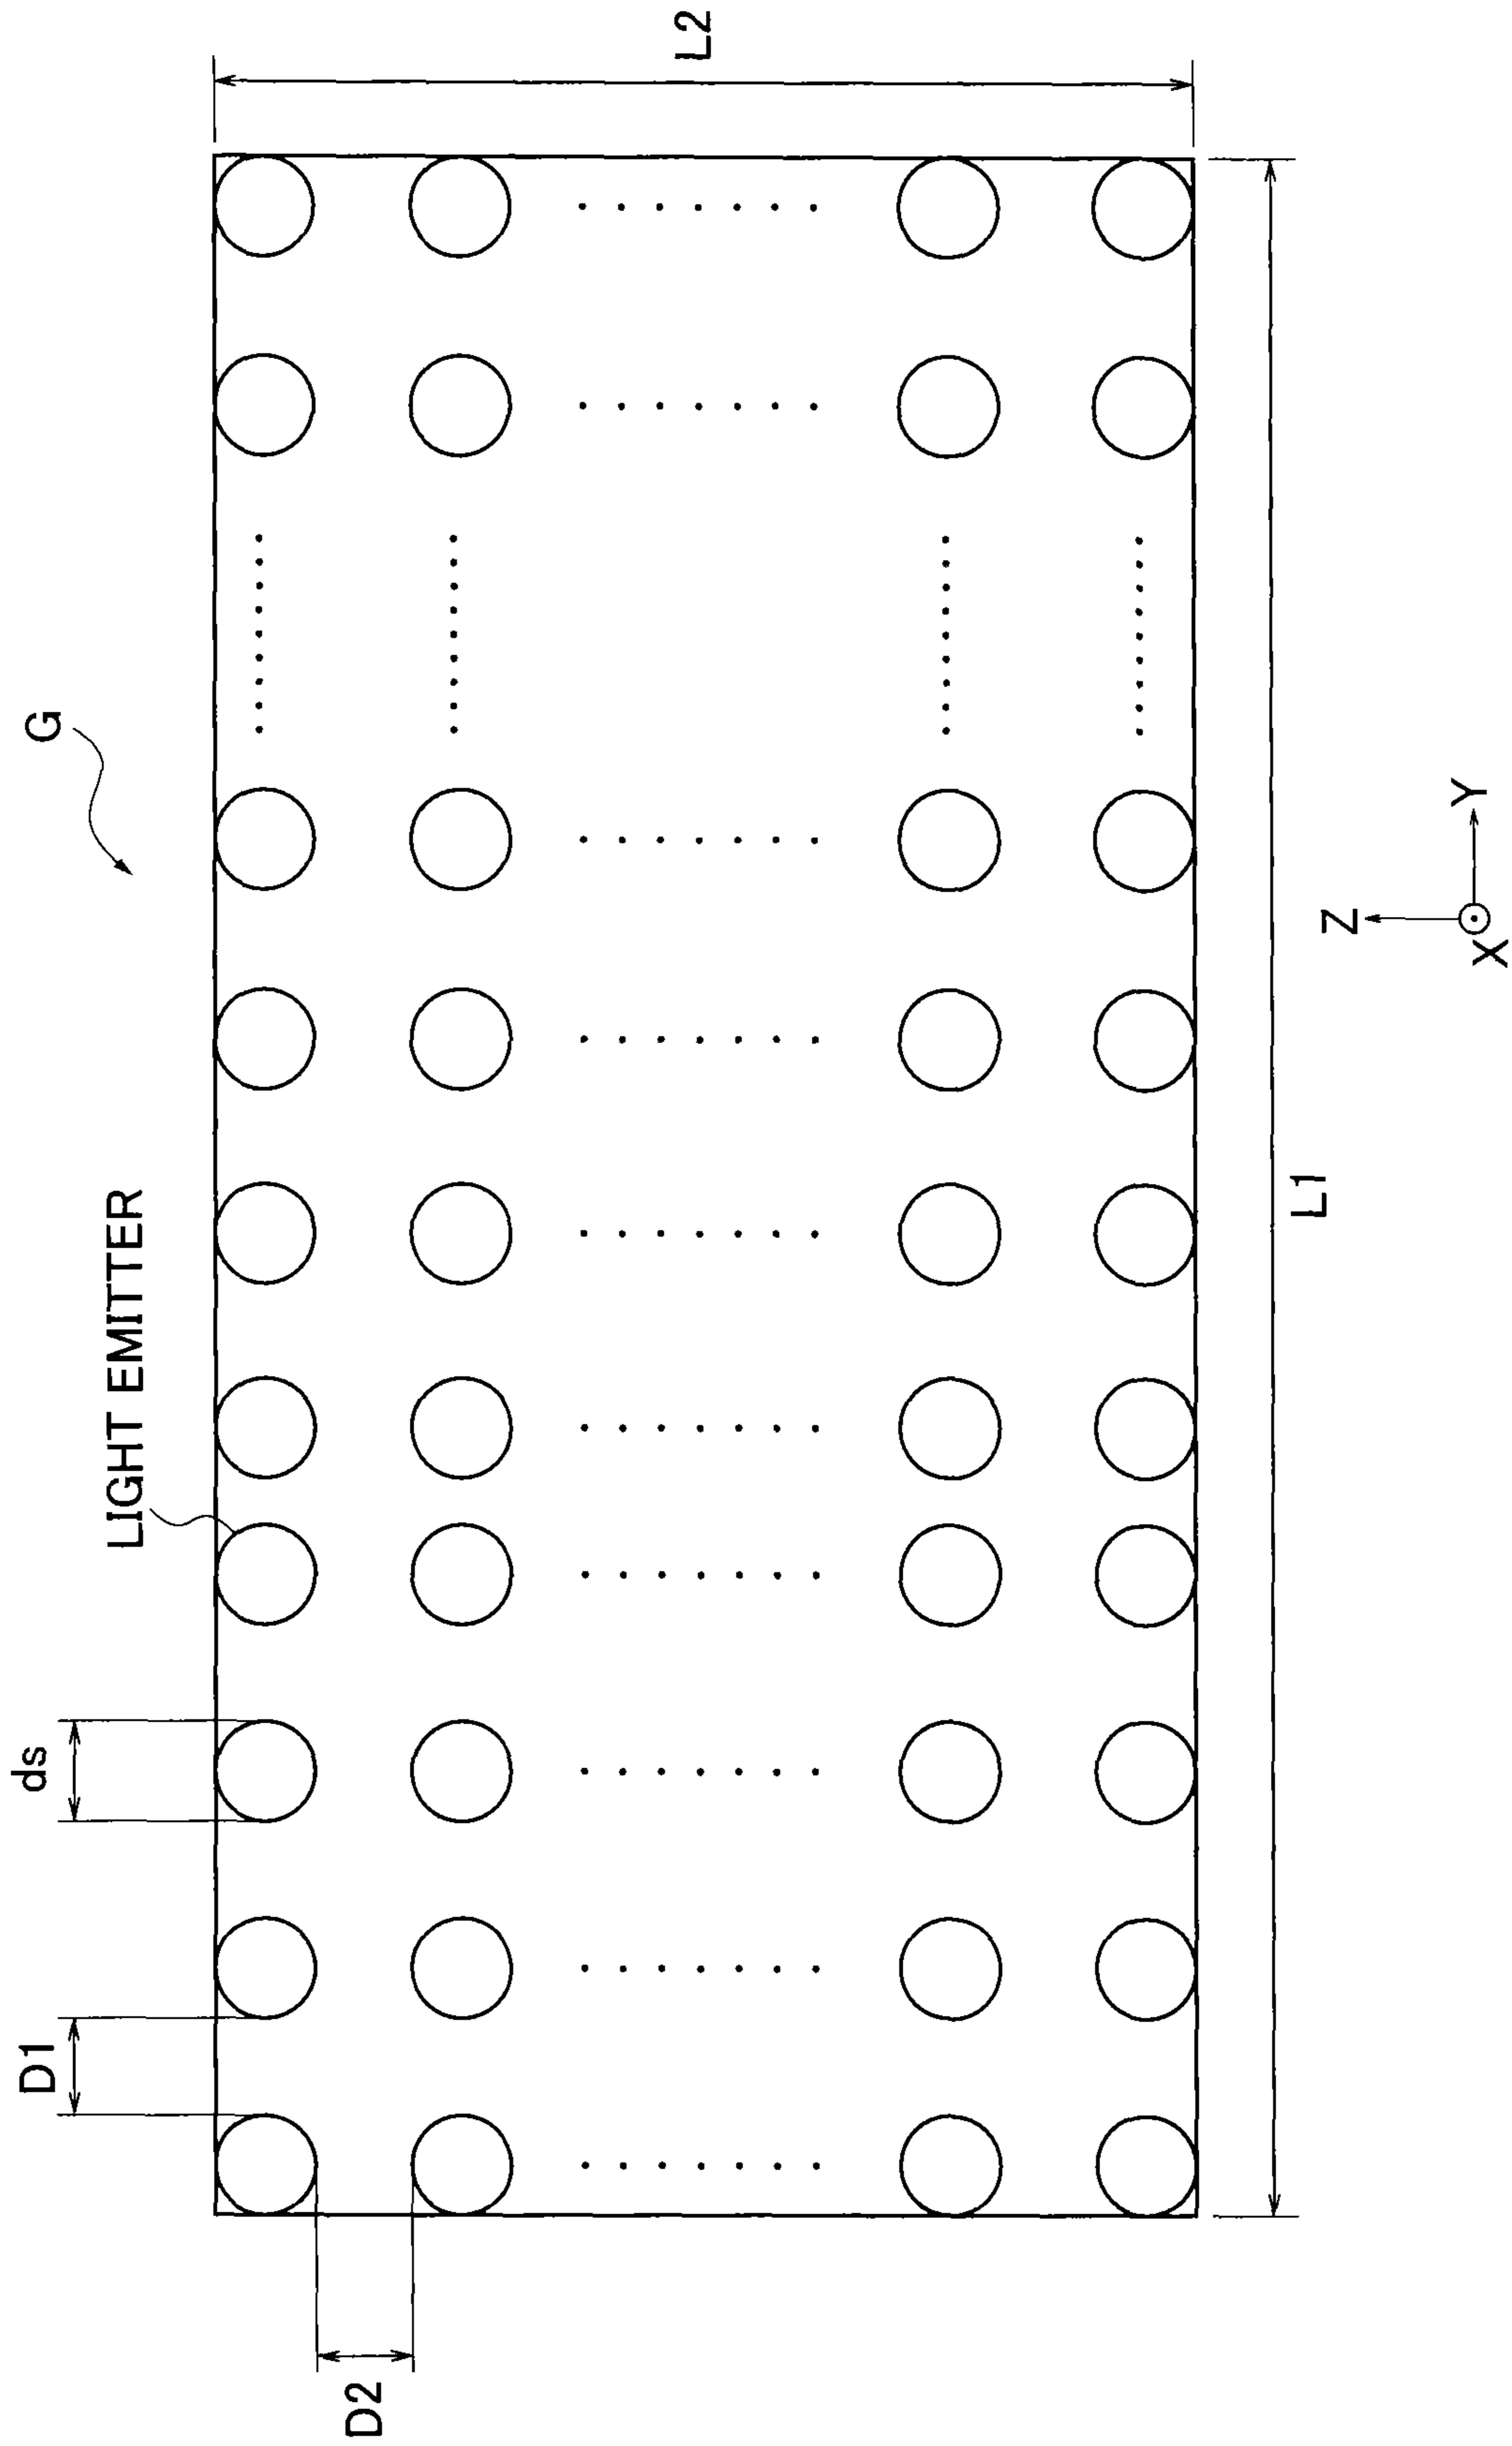 G
LIGHT EMITTER
ds
D1
D2
L1
L2
Z
Y
X